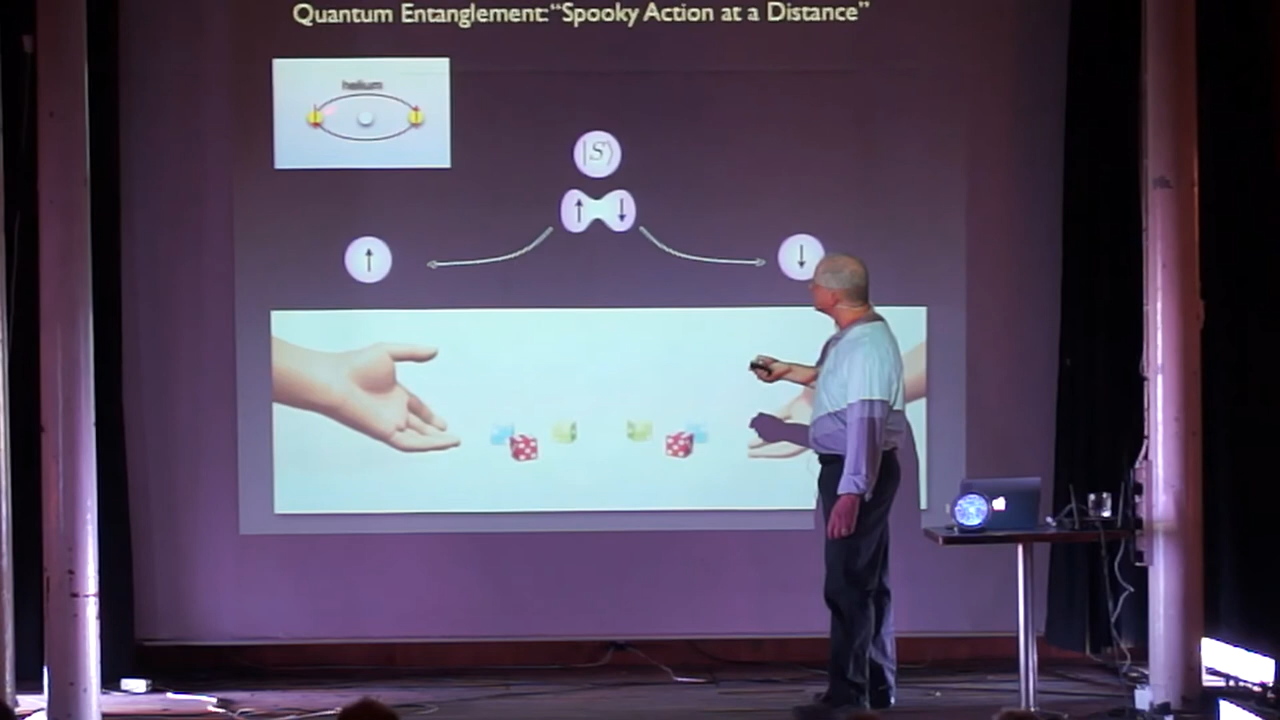 Quantum Entanglement: “Spooky Action at a Distance”
helium
|S⟩
↑ ↓
↑ ↓